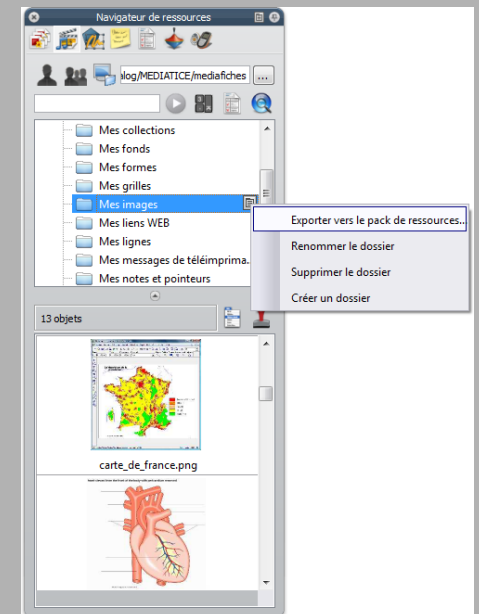 Navigateur de ressources
alog/MEDIATICE/mediafiches
...
Mes collections
Mes fonds
Mes formes
Mes grilles
Mes images
Exporter vers le pack de ressources...
Mes liens WEB
Renommer le dossier
Mes lignes
Supprimer le dossier
Mes messages de téléimprima...
Mes notes et pointeurs
Créer un dossier
13 objets
carte_de_france.png